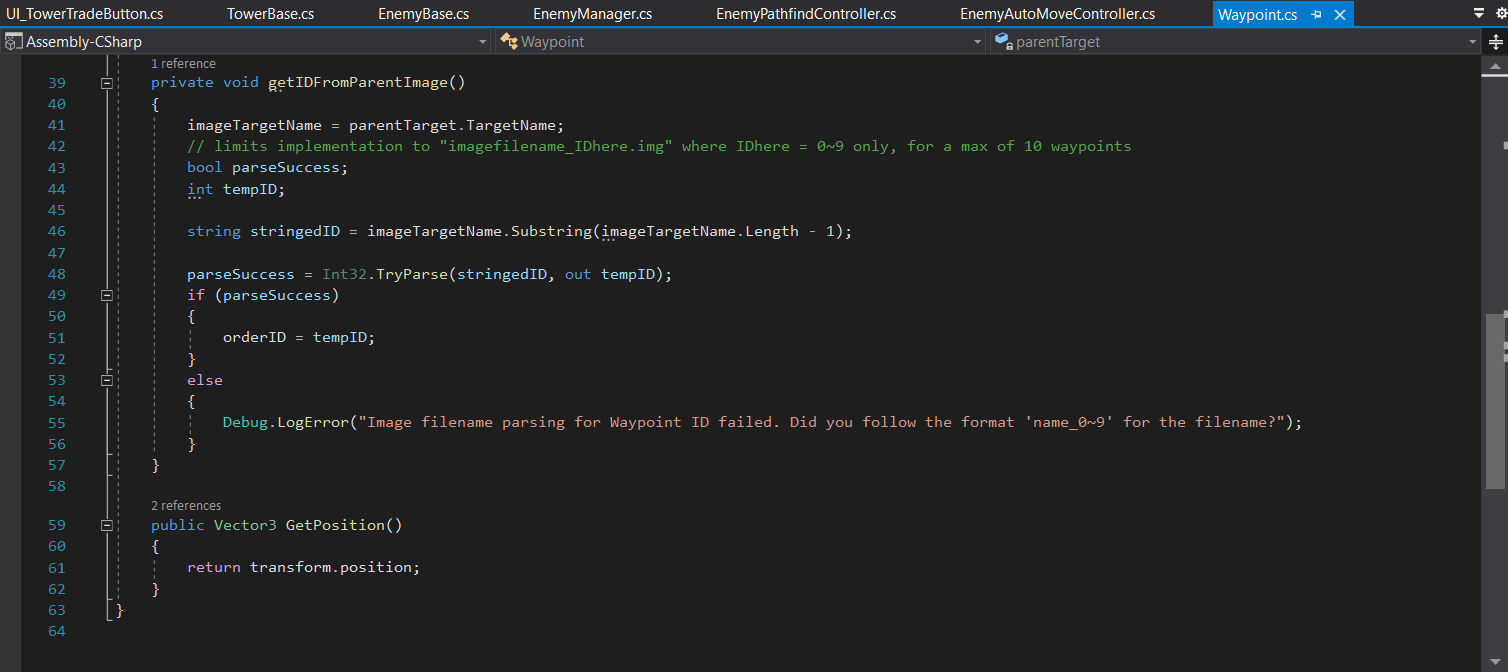 UI_TowerTradeButton.cs TowerBase.cs EnemyBase.cs EnemyManager.cs EnemyPathfindController.cs EnemyAutoMoveController.cs Waypoint.cs
Assembly-CSharp Waypoint parentTarget
1 reference
39 private void getIDFromParentImage()
40 {
41 imageTargetName = parentTarget.TargetName;
42 // limits implementation to "imagefilename_IDhere.img" where IDhere = 0~9 only, for a max of 10 waypoints
43 bool parseSuccess;
44 int tempID;
45
46 string stringedID = imageTargetName.Substring(imageTargetName.Length - 1);
47
48 parseSuccess = Int32.TryParse(stringedID, out tempID);
49 if (parseSuccess)
50 {
51 orderID = tempID;
52 }
53 else
54 {
55 Debug.LogError("Image filename parsing for Waypoint ID failed. Did you follow the format 'name_0~9' for the filename?");
56 }
57 }
58
2 references
59 public Vector3 GetPosition()
60 {
61 return transform.position;
62 }
63 }
64